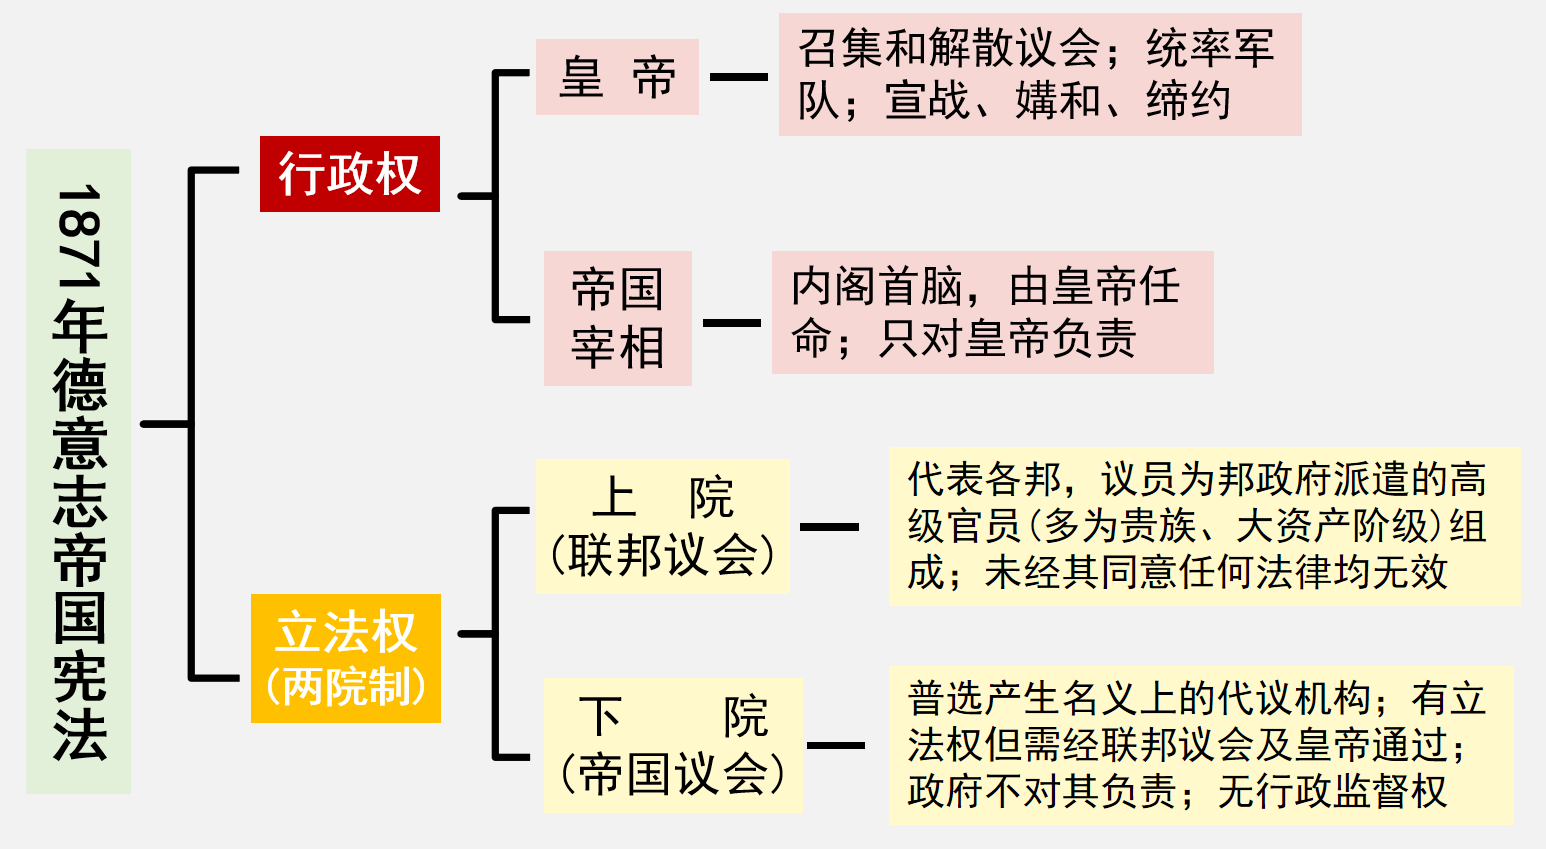 1871年德意志帝国宪法
行政权
皇 帝
召集和解散议会；统率军
队；宣战、媾和、缔约
帝国
宰相
内阁首脑，由皇帝任
命；只对皇帝负责
立法权
(两院制)
上 院
(联邦议会)
代表各邦，议员为邦政府派遣的高
级官员(多为贵族、大资产阶级)组
成；未经其同意任何法律均无效
下 院
(帝国议会)
普选产生名义上的代议机构；有立
法权但需经联邦议会及皇帝通过；
政府不对其负责；无行政监督权